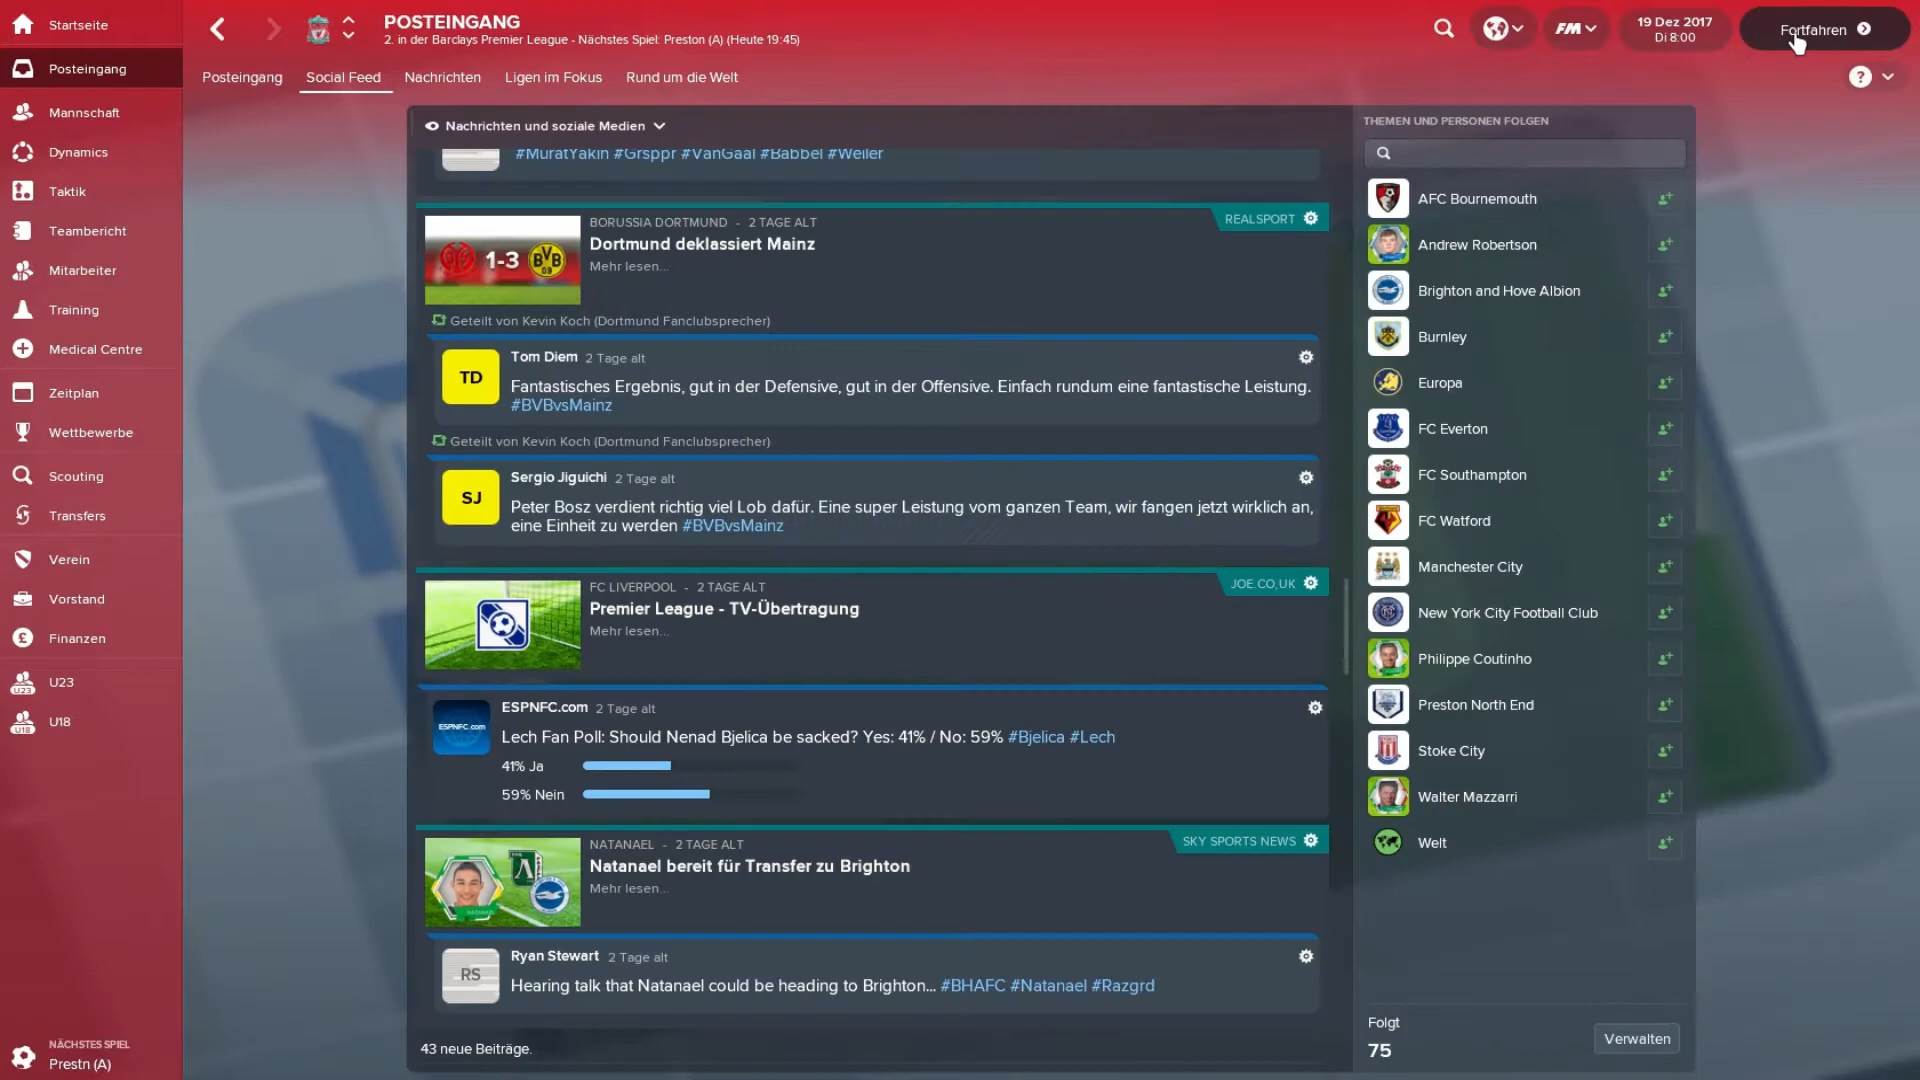 Startseite
Posteingang
Mannschaft
Dynamics
Taktik
Teambericht
Mitarbeiter
Training
Medical Centre
Zeitplan
Wettbewerbe
Scouting
Transfers
Verein
Vorstand
Finanzen
U23
U23
U18
U18
NÄCHSTES SPIEL
Prestn (A)
POSTEINGANG
2. in der Barclays Premier League - Nächstes Spiel: Preston (A) (Heute 19:45)
FM
19 Dez 2017
Di 8:00
Fortfahren
Posteingang Social Feed Nachrichten Ligen im Fokus Rund um die Welt
?
Nachrichten und soziale Medien
#MuratYakin #Grsppr #VanGaal #Babbel #Weiler
1-3
BVB
09
BORUSSIA DORTMUND - 2 TAGE ALT
REALSPORT
Dortmund deklassiert Mainz
Mehr lesen...
Geteilt von Kevin Koch (Dortmund Fanclubsprecher)
TD
Tom Diem 2 Tage alt
Fantastisches Ergebnis, gut in der Defensive, gut in der Offensive. Einfach rundum eine fantastische Leistung.
#BVBvsMainz
Geteilt von Kevin Koch (Dortmund Fanclubsprecher)
SJ
Sergio Jiguichi 2 Tage alt
Peter Bosz verdient richtig viel Lob dafür. Eine super Leistung vom ganzen Team, wir fangen jetzt wirklich an,
eine Einheit zu werden #BVBvsMainz
FC LIVERPOOL - 2 TAGE ALT
JOE.CO,UK
Premier League - TV-Übertragung
Mehr lesen...
ESPNFC.com
ESPNFC.com 2 Tage alt
Lech Fan Poll: Should Nenad Bjelica be sacked? Yes: 41% / No: 59% #Bjelica #Lech
41% Ja
59% Nein
NATANAEL - 2 TAGE ALT
SKY SPORTS NEWS
Natanael bereit für Transfer zu Brighton
Mehr lesen...
NATANAEL
RS
Ryan Stewart 2 Tage alt
Hearing talk that Natanael could be heading to Brighton... #BHAFC #Natanael #Razgrd
43 neue Beiträge.
THEMEN UND PERSONEN FOLGEN
AFC Bournemouth
Andrew Robertson
Brighton and Hove Albion
Burnley
Europa
FC Everton
FC Southampton
FC Watford
Manchester City
New York City Football Club
Philippe Coutinho
Preston North End
Stoke City
Walter Mazzarri
Welt
Folgt
75
Verwalten